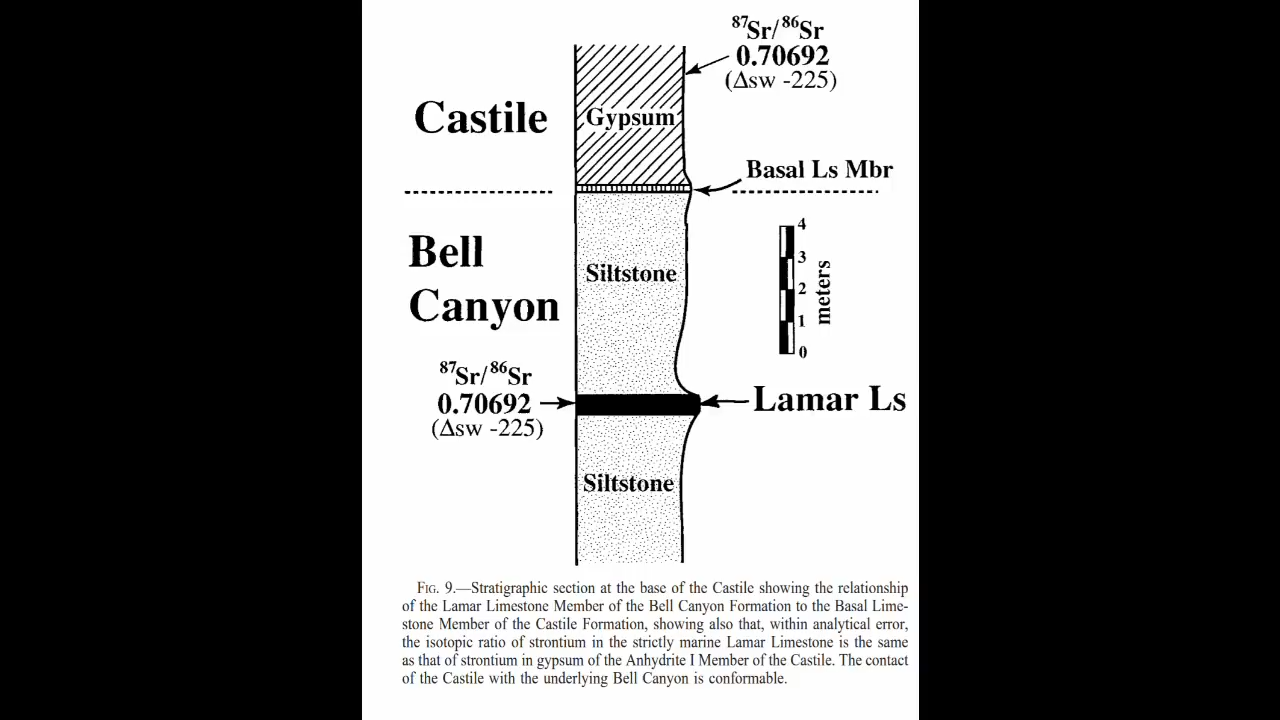 ⁸⁷Sr/⁸⁶Sr
0.70692
(Δsw -225)
Castile
Gypsum
Basal Ls Mbr
4
Bell
Canyon
Siltstone
3
2
1
0
meters
⁸⁷Sr/⁸⁶Sr
0.70692
(Δsw -225)
Lamar Ls
Siltstone
FIG. 9.—Stratigraphic section at the base of the Castile showing the relationship
of the Lamar Limestone Member of the Bell Canyon Formation to the Basal Lime-
stone Member of the Castile Formation, showing also that, within analytical error,
the isotopic ratio of strontium in the strictly marine Lamar Limestone is the same
as that of strontium in gypsum of the Anhydrite I Member of the Castile. The contact
of the Castile with the underlying Bell Canyon is conformable.